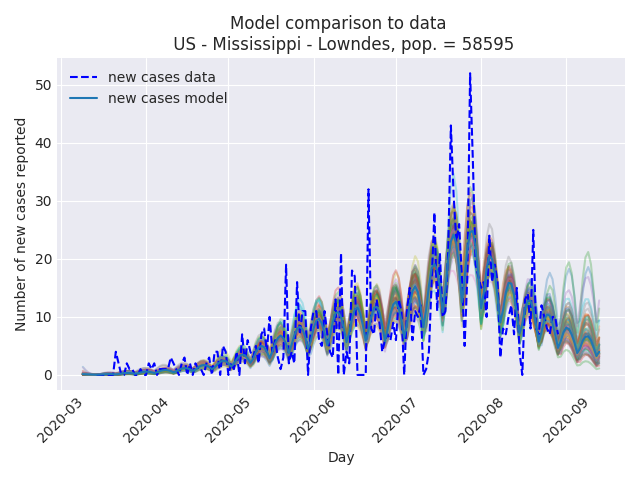 Model comparison to data
US - Mississippi - Lowndes, pop. = 58595
new cases data
new cases model
Number of new cases reported
50
40
30
20
10
0
2020-03
2020-04
2020-05
2020-06
2020-07
2020-08
2020-09
Day